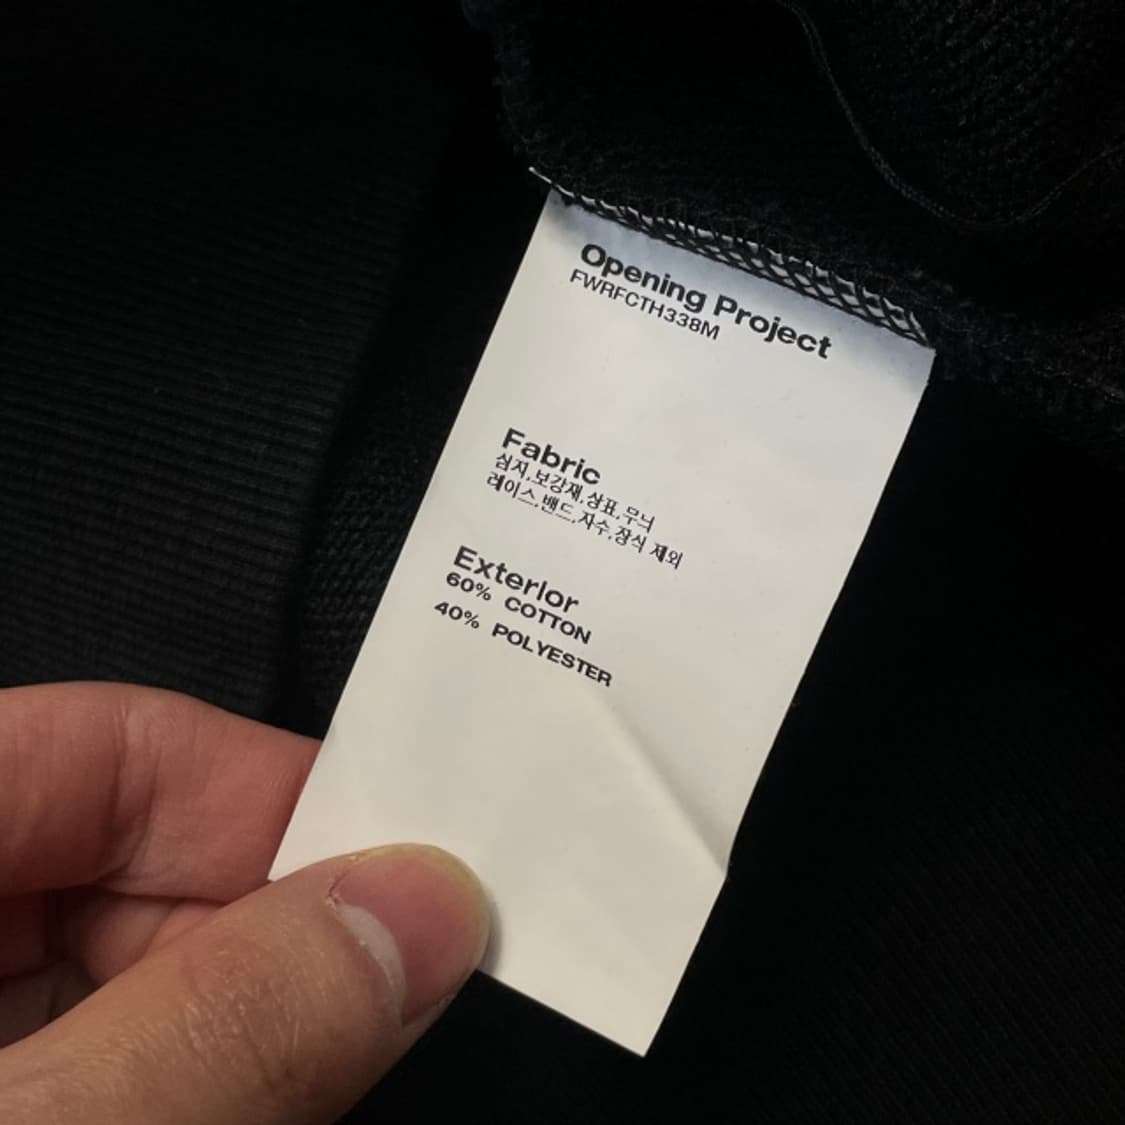 Opening Project
FWRFCTH338M
Fabric
심지,보강재,상표,무늬
레이스,밴드,자수,장식 제외
Exterior
60% COTTON
40% POLYESTER